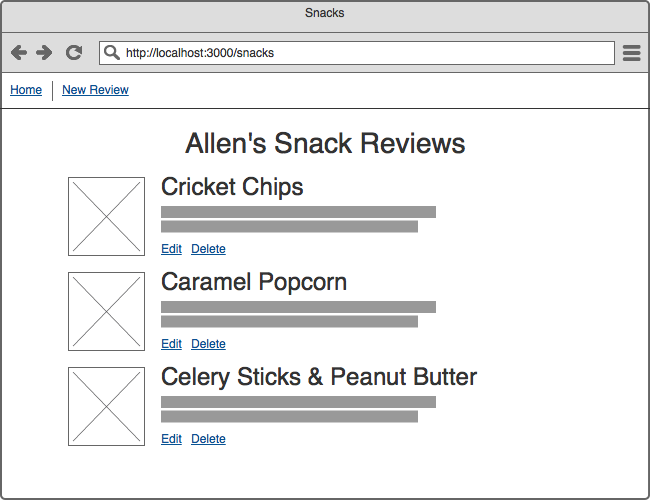 Snacks
http://localhost:3000/snacks
Home New Review
Allen's Snack Reviews
Cricket Chips
Edit Delete
Caramel Popcorn
Edit Delete
Celery Sticks & Peanut Butter
Edit Delete